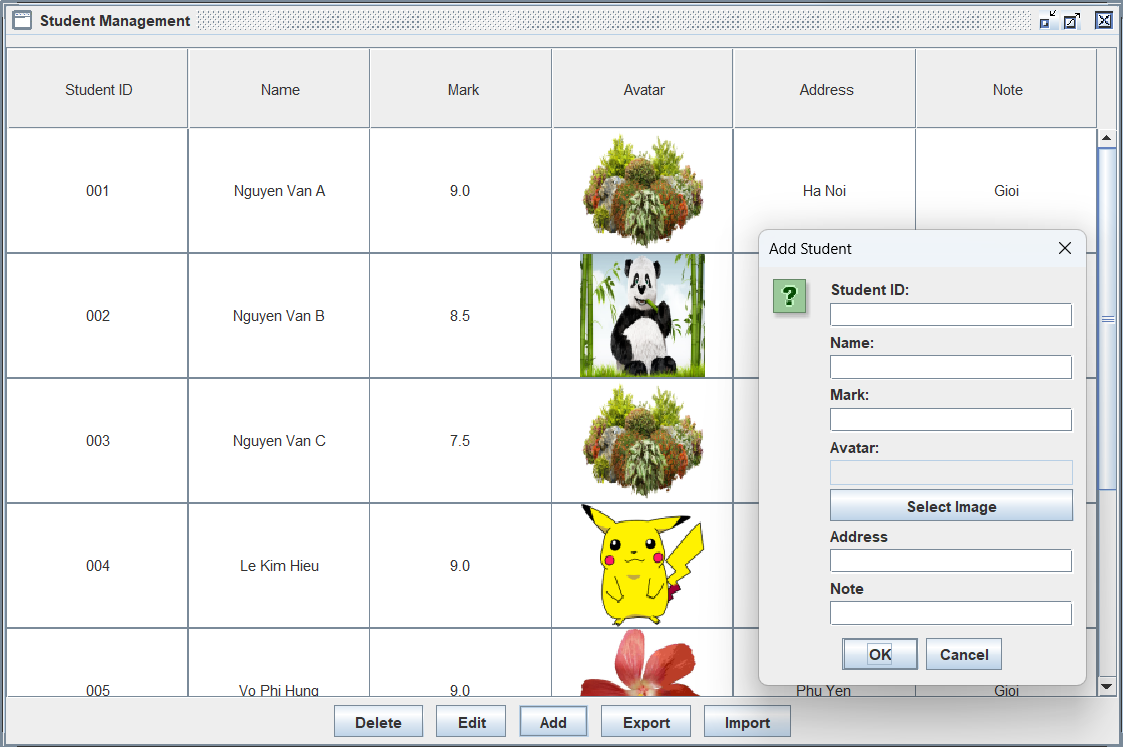 Student Management
Student ID Name Mark Avatar Address Note
001 Nguyen Van A 9.0 Ha Noi Gioi
002 Nguyen Van B 8.5
003 Nguyen Van C 7.5
004 Le Kim Hieu 9.0
005 Vo Phi Hung 9.0 Phu Yen Gioi
Add Student
?
Student ID:
Name:
Mark:
Avatar:
Select Image
Address
Note
OK Cancel
Delete Edit Add Export Import